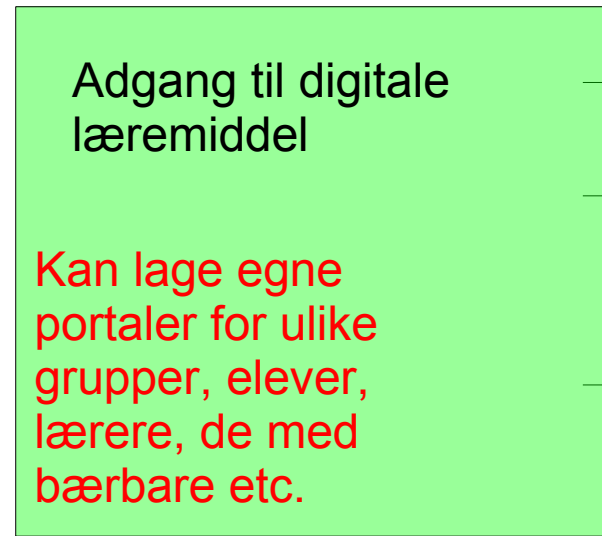 Adgang til digitale
læremiddel
Kan lage egne
portaler for ulike
grupper, elever,
lærere, de med
bærbare etc.